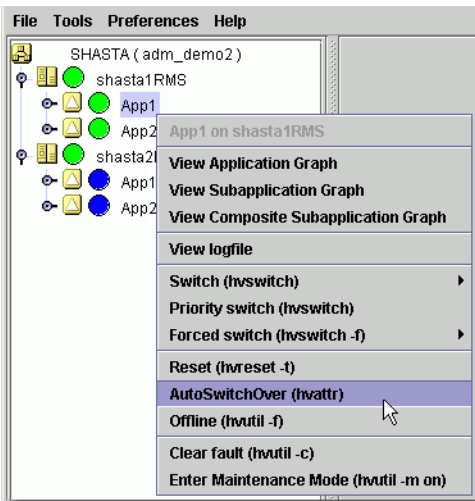 File Tools Preferences Help
SHASTA ( adm_demo2 )
shasta1RMS
App1
App2
shasta2
App1
App2
App1 on shasta1RMS
View Application Graph
View Subapplication Graph
View Composite Subapplication Graph
View logfile
Switch (hvswitch)
Priority switch (hvswitch)
Forced switch (hvswitch -f)
Reset (hvreset -t)
AutoSwitchOver (hvattr)
Offline (hvutil -f)
Clear fault (hvutil -c)
Enter Maintenance Mode (hvutil -m on)